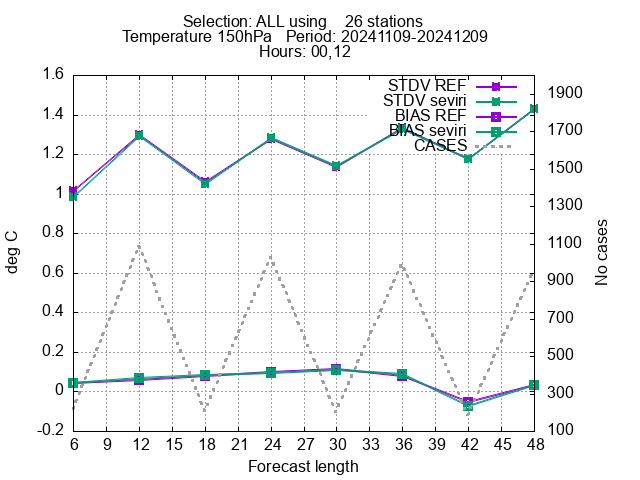 Selection: ALL using    26 stations
Temperature 150hPa   Period: 20241109-20241209
Hours: 00,12
STDV REF
STDV seviri
BIAS REF
BIAS seviri
CASES
deg C
1.6
1.4
1.2
1
0.8
0.6
0.4
0.2
0
-0.2
1900
1700
1500
1300
1100
900
700
500
300
100
No cases
6 9 12 15 18 21 24 27 30 33 36 39 42 45 48
Forecast length